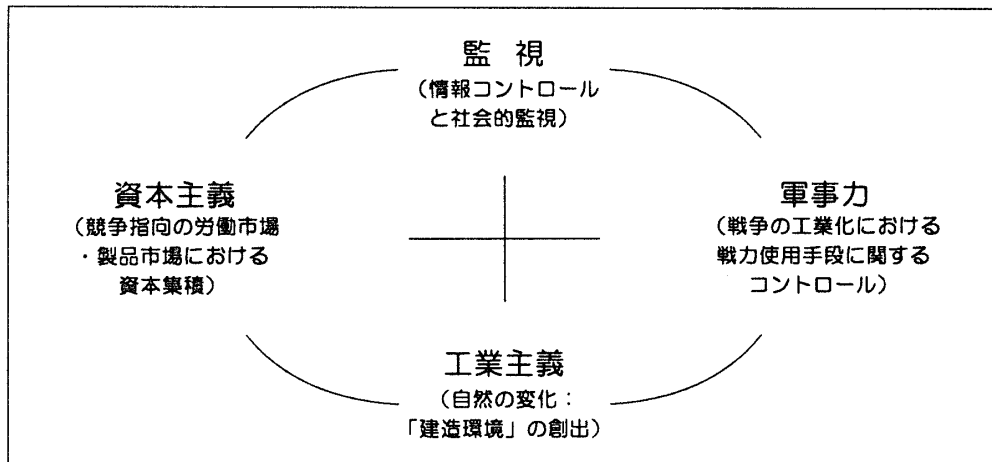 監視
（情報コントロール
と社会的監視）
資本主義
（競争指向の労働市場
・製品市場における
資本集積）
軍事力
（戦争の工業化における
戦力使用手段に関する
コントロール）
工業主義
（自然の変化：
「建造環境」の創出）